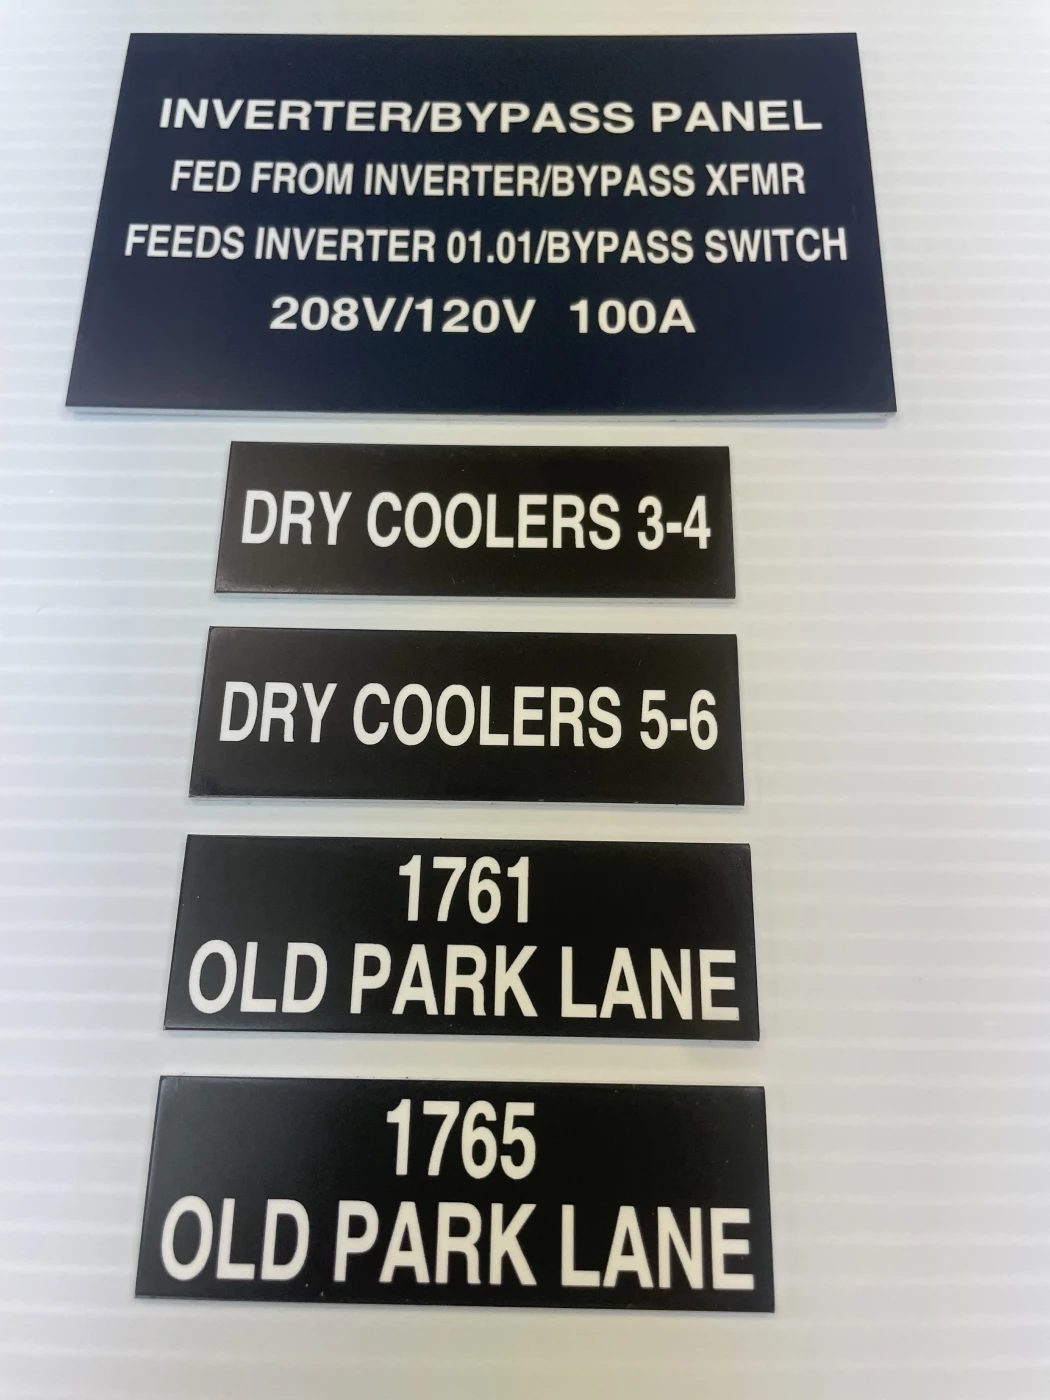 INVERTER/BYPASS PANEL
FED FROM INVERTER/BYPASS XFMR
FEEDS INVERTER 01.01/BYPASS SWITCH
208V/120V 100A
DRY COOLERS 3-4
DRY COOLERS 5-6
1761
OLD PARK LANE
1765
OLD PARK LANE